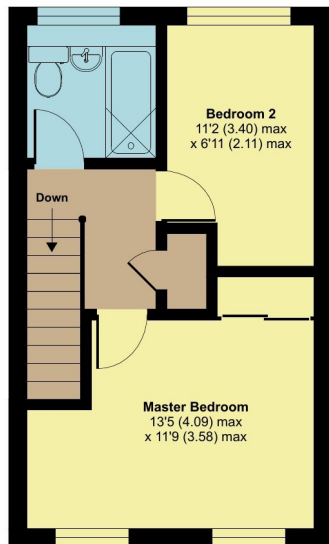 Bedroom 2
11'2 (3.40) max
x 6'11 (2.11) max
Down
Master Bedroom
13'5 (4.09) max
x 11'9 (3.58) max